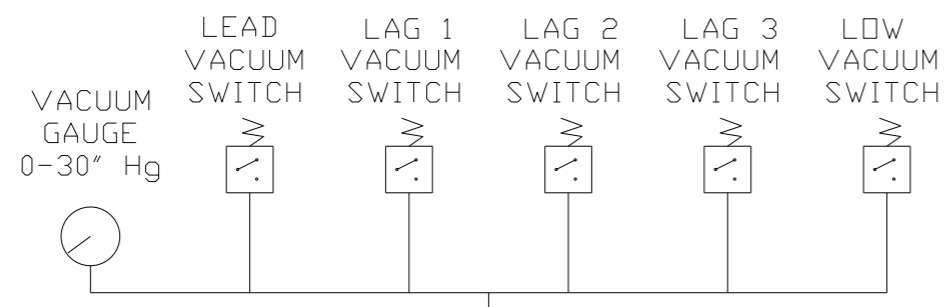 VACUUM
GAUGE
0-30" Hg
LEAD
VACUUM
SWITCH
LAG 1
VACUUM
SWITCH
LAG 2
VACUUM
SWITCH
LAG 3
VACUUM
SWITCH
LOW
VACUUM
SWITCH